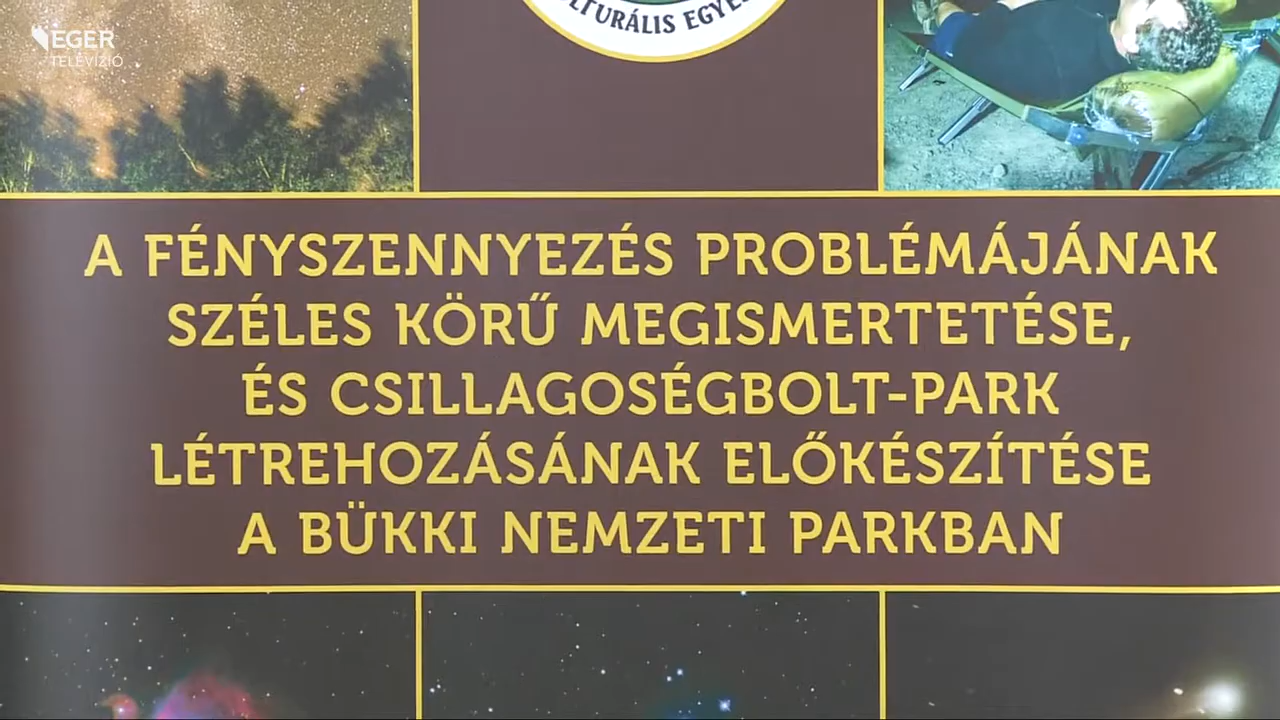 EGER
TELEVÍZIÓ
A FÉNYSZENNYEZÉS PROBLÉMÁJÁNAK
SZÉLES KÖRŰ MEGISMERTETÉSE,
ÉS CSILLAGOSÉGBOLT-PARK
LÉTREHOZÁSÁNAK ELŐKÉSZÍTÉSE
A BÜKKI NEMZETI PARKBAN